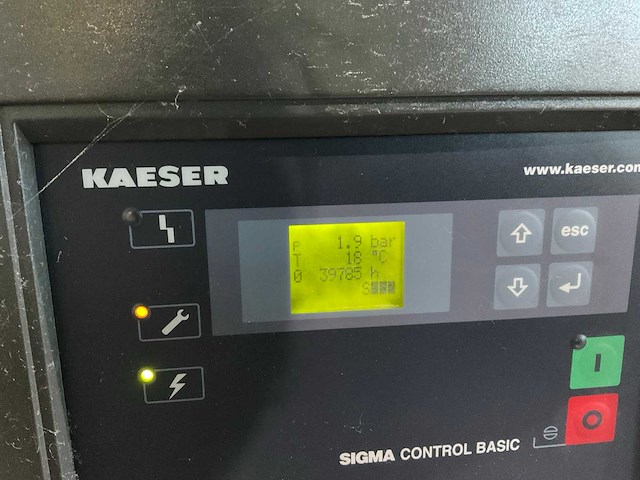 KAESER
www.kaeser.com
P 1.9 bar
T 18 °C
0 39785 h
S
esc
I
O
SIGMA CONTROL BASIC